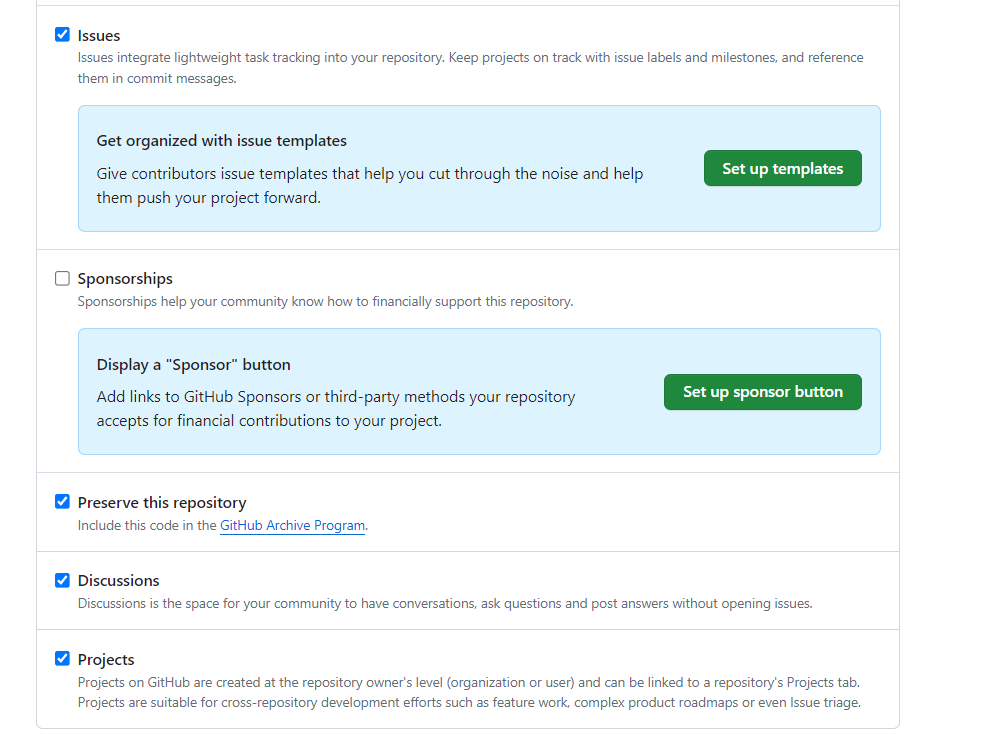 Issues
Issues integrate lightweight task tracking into your repository. Keep projects on track with issue labels and milestones, and reference
them in commit messages.
Get organized with issue templates
Give contributors issue templates that help you cut through the noise and help
them push your project forward.
Set up templates
Sponsorships
Sponsorships help your community know how to financially support this repository.
Display a "Sponsor" button
Add links to GitHub Sponsors or third-party methods your repository
accepts for financial contributions to your project.
Set up sponsor button
Preserve this repository
Include this code in the GitHub Archive Program.
Discussions
Discussions is the space for your community to have conversations, ask questions and post answers without opening issues.
Projects
Projects on GitHub are created at the repository owner's level (organization or user) and can be linked to a repository's Projects tab.
Projects are suitable for cross-repository development efforts such as feature work, complex product roadmaps or even Issue triage.